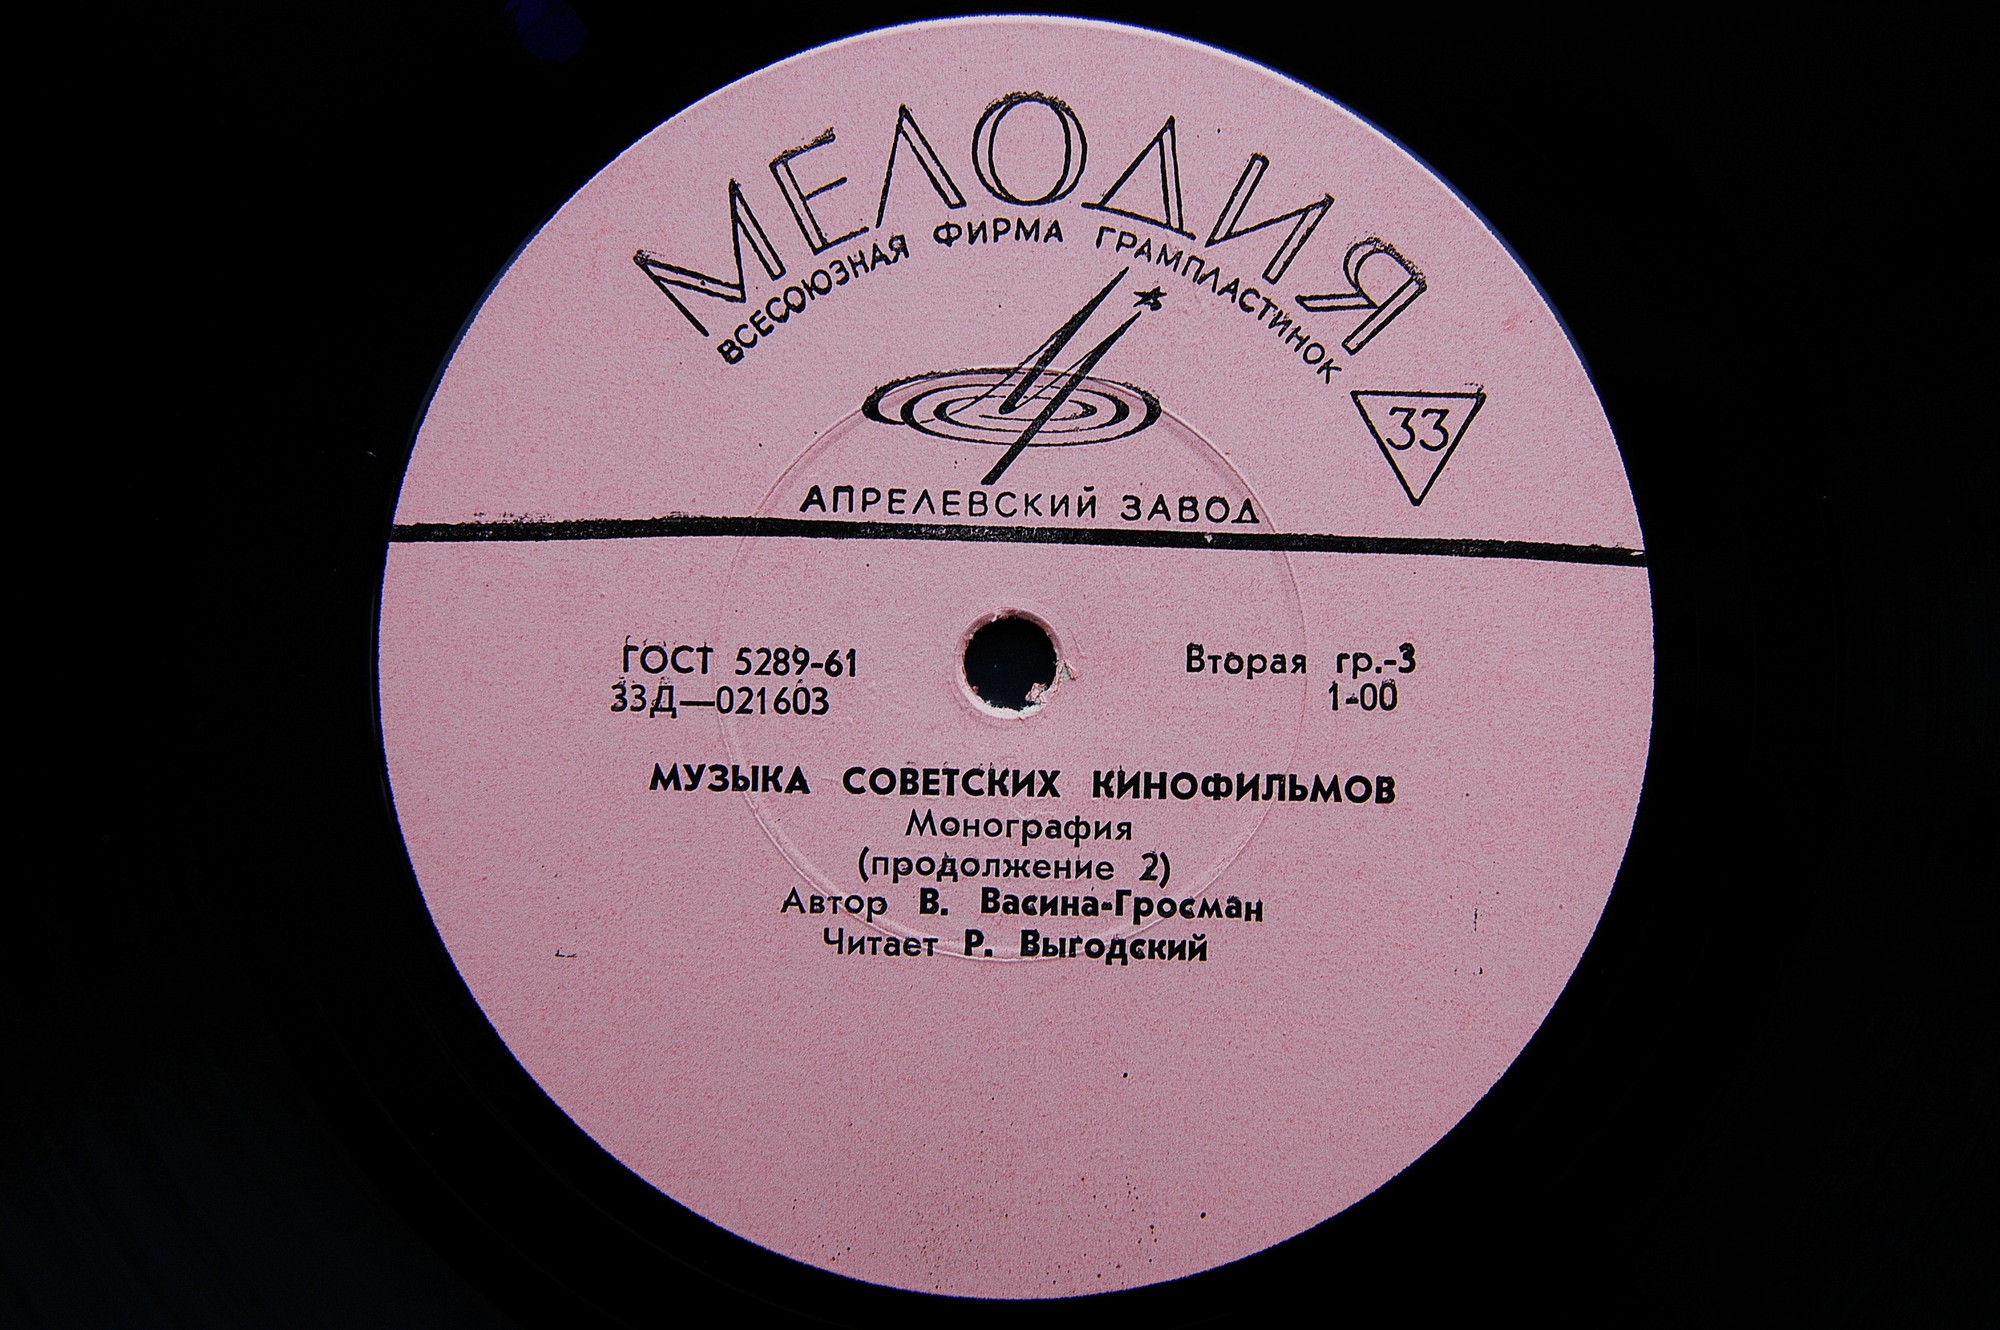 МЕЛОДИЯ
ВСЕСОЮЗНАЯ ФИРМА ГРАМПЛАСТИНОК
33
АПРЕЛЕВСКИЙ ЗАВОД
ГОСТ 5289-61
33Д—021603
Вторая гр.-3
1-00
МУЗЫКА СОВЕТСКИХ КИНОФИЛЬМОВ
Монография
(продолжение 2)
Автор В. Васина-Гросман
Читает Р. Выгодский